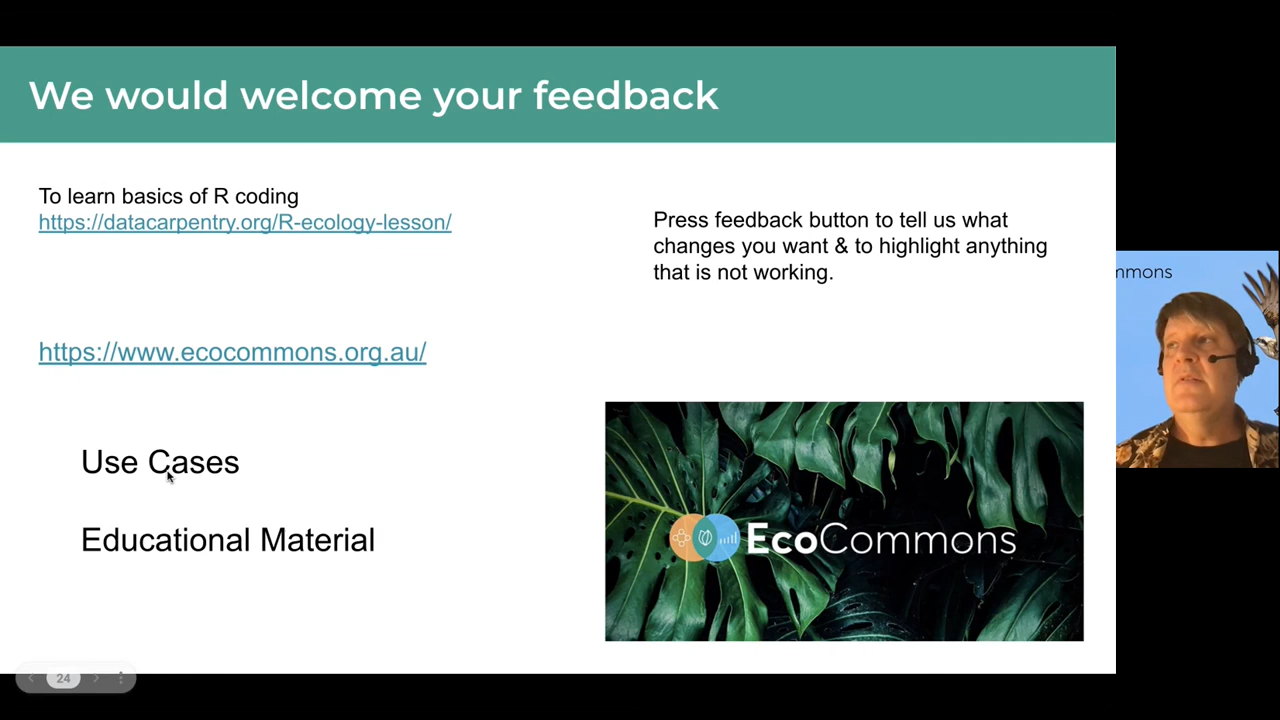 We would welcome your feedback
To learn basics of R coding
https://datacarpentry.org/R-ecology-lesson/
Press feedback button to tell us what
changes you want & to highlight anything
that is not working.
https://www.ecocommons.org.au/
Use Cases
Educational Material
EcoCommons
mmons
24